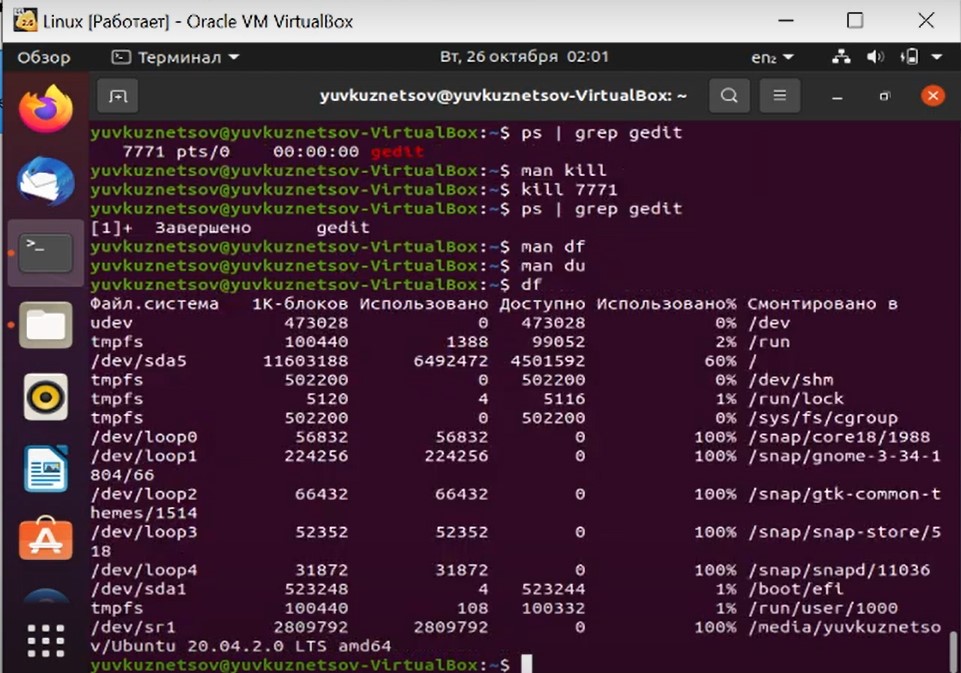 Linux [Работает] - Oracle VM VirtualBox
Обзор Терминал Вт, 26 октября 02:01 en₂
yuvkuznetsov@yuvkuznetsov-VirtualBox: ~
yuvkuznetsov@yuvkuznetsov-VirtualBox:~$ ps | grep gedit
7771 pts/0 00:00:00 gedit
yuvkuznetsov@yuvkuznetsov-VirtualBox:~$ man kill
yuvkuznetsov@yuvkuznetsov-VirtualBox:~$ kill 7771
yuvkuznetsov@yuvkuznetsov-VirtualBox:~$ ps | grep gedit
[1]+ Завершено gedit
yuvkuznetsov@yuvkuznetsov-VirtualBox:~$ man df
yuvkuznetsov@yuvkuznetsov-VirtualBox:~$ man du
yuvkuznetsov@yuvkuznetsov-VirtualBox:~$ df
Файл.система 1K-блоков Использовано Доступно Использовано% Cмонтировано в
udev 473028 0 473028 0% /dev
tmpfs 100440 1388 99052 2% /run
/dev/sda5 11603188 6492472 4501592 60% /
tmpfs 502200 0 502200 0% /dev/shm
tmpfs 5120 4 5116 1% /run/lock
tmpfs 502200 0 502200 0% /sys/fs/cgroup
/dev/loop0 56832 56832 0 100% /snap/core18/1988
/dev/loop1 224256 224256 0 100% /snap/gnome-3-34-1
804/66
/dev/loop2 66432 66432 0 100% /snap/gtk-common-t
hemes/1514
/dev/loop3 52352 52352 0 100% /snap/snap-store/5
18
/dev/loop4 31872 31872 0 100% /snap/snapd/11036
/dev/sda1 523248 4 523244 1% /boot/efi
tmpfs 100440 108 100332 1% /run/user/1000
/dev/sr1 2809792 2809792 0 100% /media/yuvkuznetso
v/Ubuntu 20.04.2.0 LTS amd64
yuvkuznetsov@yuvkuznetsov-VirtualBox:~$